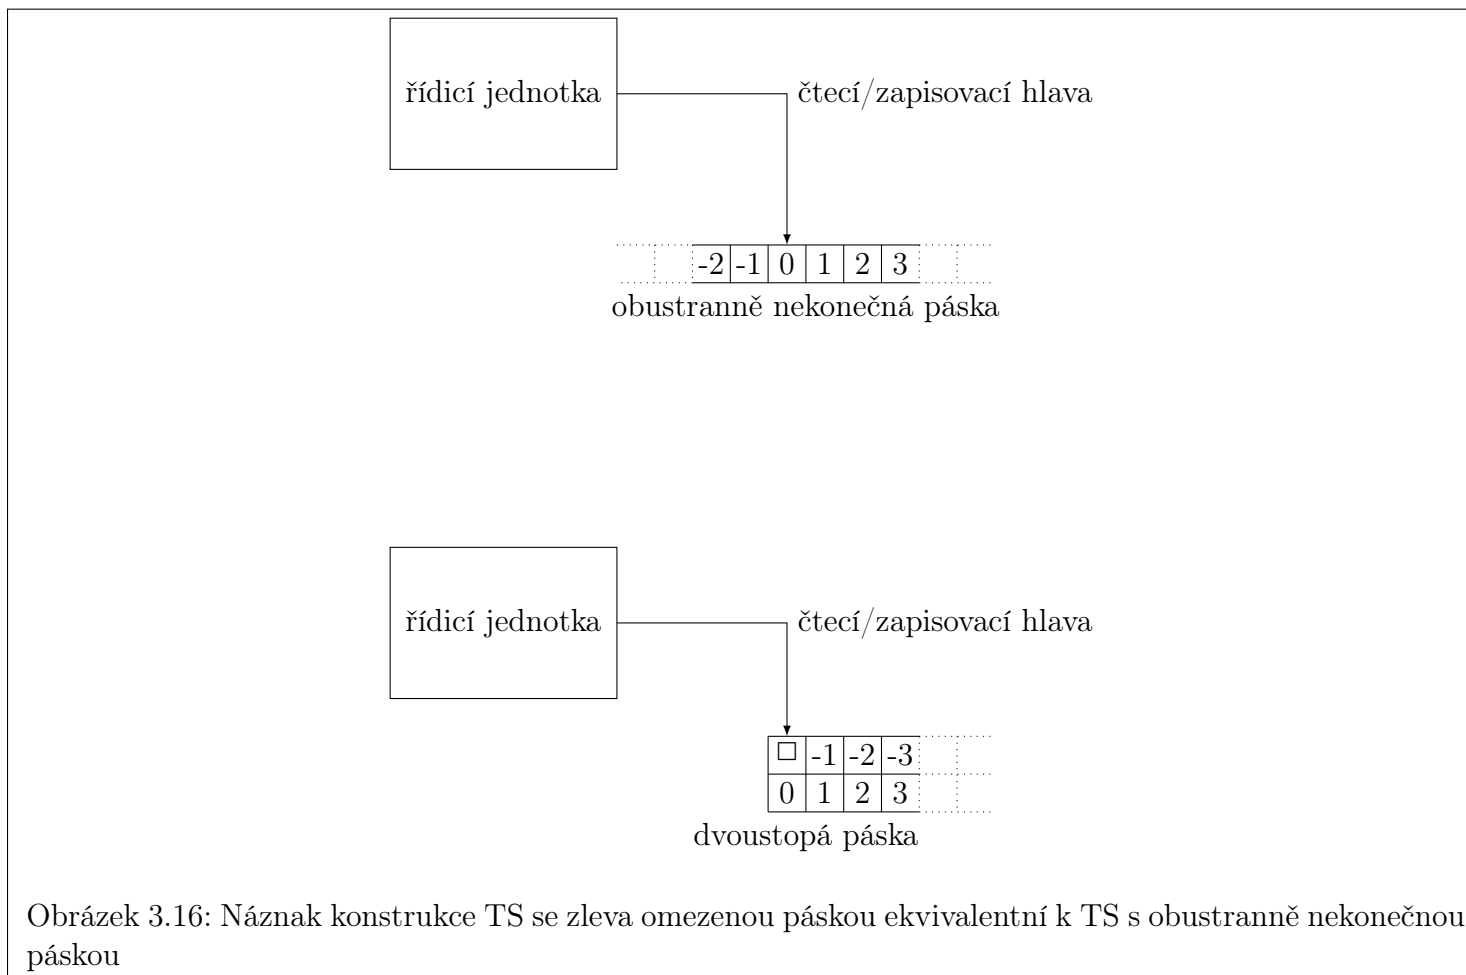 řídicí jednotka
čtecí/zapisovací hlava
-2 -1 0 1 2 3
obustranně nekonečná páska
řídicí jednotka
čtecí/zapisovací hlava
□ -1 -2 -3
0 1 2 3
dvoustopá páska
Obrázek 3.16: Náznak konstrukce TS se zleva omezenou páskou ekvivalentní k TS s obustranně nekonečnou
páskou